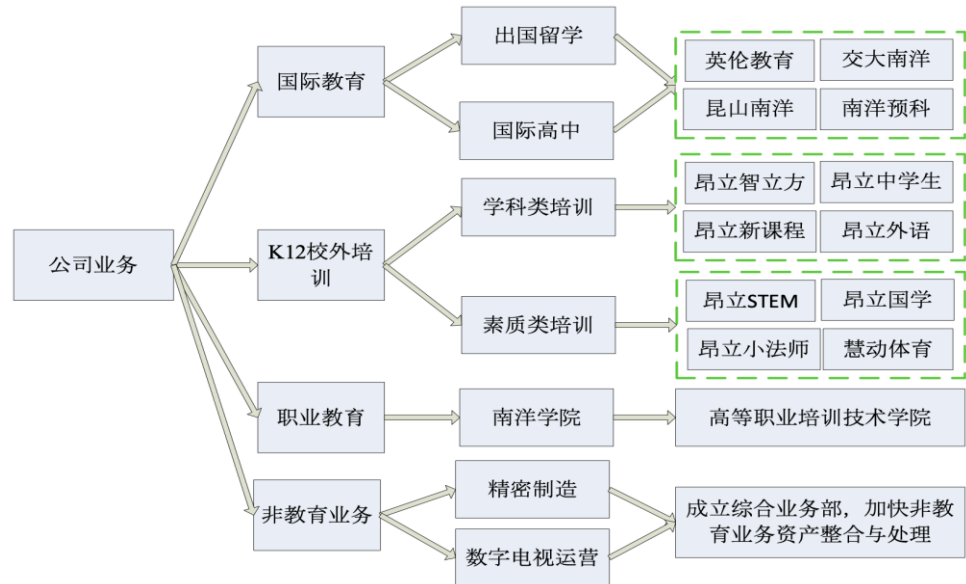 公司业务
国际教育
出国留学
国际高中
英伦教育
交大南洋
昆山南洋
南洋预科
K12校外培
训
学科类培训
昂立智立方
昂立中学生
昂立新课程
昂立外语
素质类培训
昂立STEM
昂立国学
昂立小法师
慧动体育
职业教育
南洋学院
高等职业培训技术学院
非教育业务
精密制造
数字电视运营
成立综合业务部，加快非教
育业务资产整合与处理